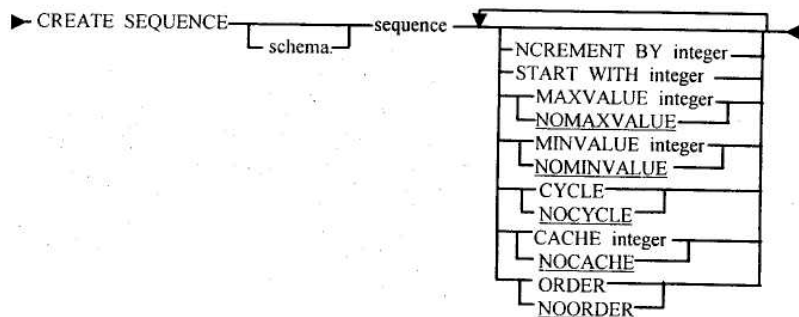 CREATE SEQUENCE schema. sequence
NCREMENT BY integer
START WITH integer
MAXVALUE integer
NOMAXVALUE
MINVALUE integer
NOMINVALUE
CYCLE
NOCYCLE
CACHE integer
NOCACHE
ORDER
NOORDER